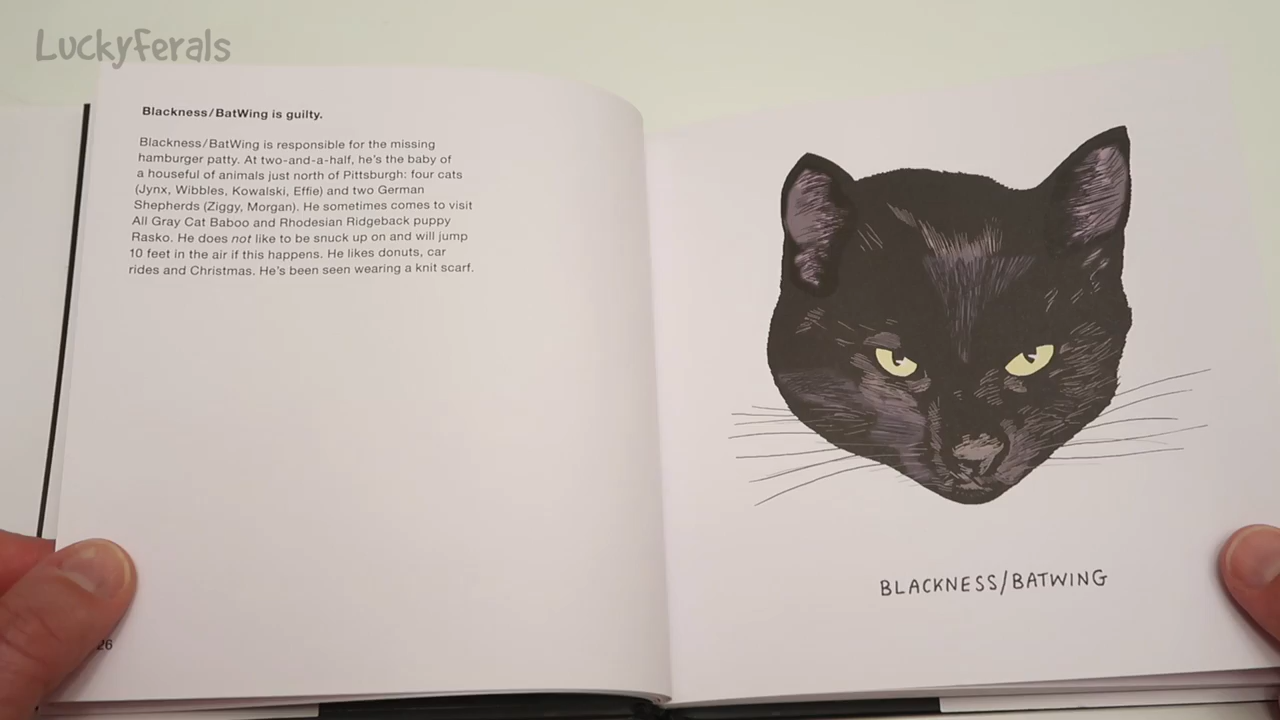 LuckyFerals
Blackness/BatWing is guilty.
Blackness/BatWing is responsible for the missing
hamburger patty. At two-and-a-half, he's the baby of
a houseful of animals just north of Pittsburgh: four cats
(Jynx, Wibbles, Kowalski, Effie) and two German
Shepherds (Ziggy, Morgan). He sometimes comes to visit
All Gray Cat Baboo and Rhodesian Ridgeback puppy
Rasko. He does not like to be snuck up on and will jump
10 feet in the air if this happens. He likes donuts, car
rides and Christmas. He's been seen wearing a knit scarf.
26
BLACKNESS/BATWING